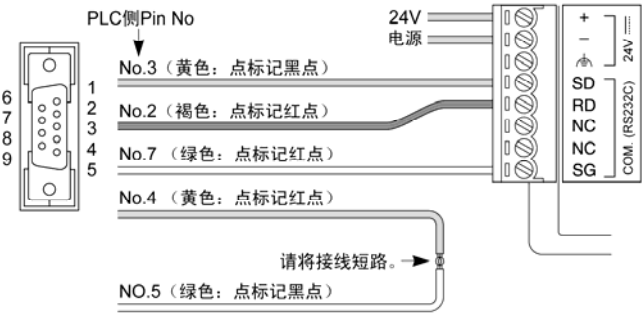 PLC侧Pin No
24V
电源
No.3（黄色：点标记黑点）
No.2（褐色：点标记红点）
No.7（绿色：点标记红点）
No.4 （黄色：点标记红点）
请将接线短路。
NO.5（绿色：点标记黑点）
6
7
8
9
1
2
3
4
5
+
−
SD
RD
NC
NC
SG
24V
COM. (RS232C)